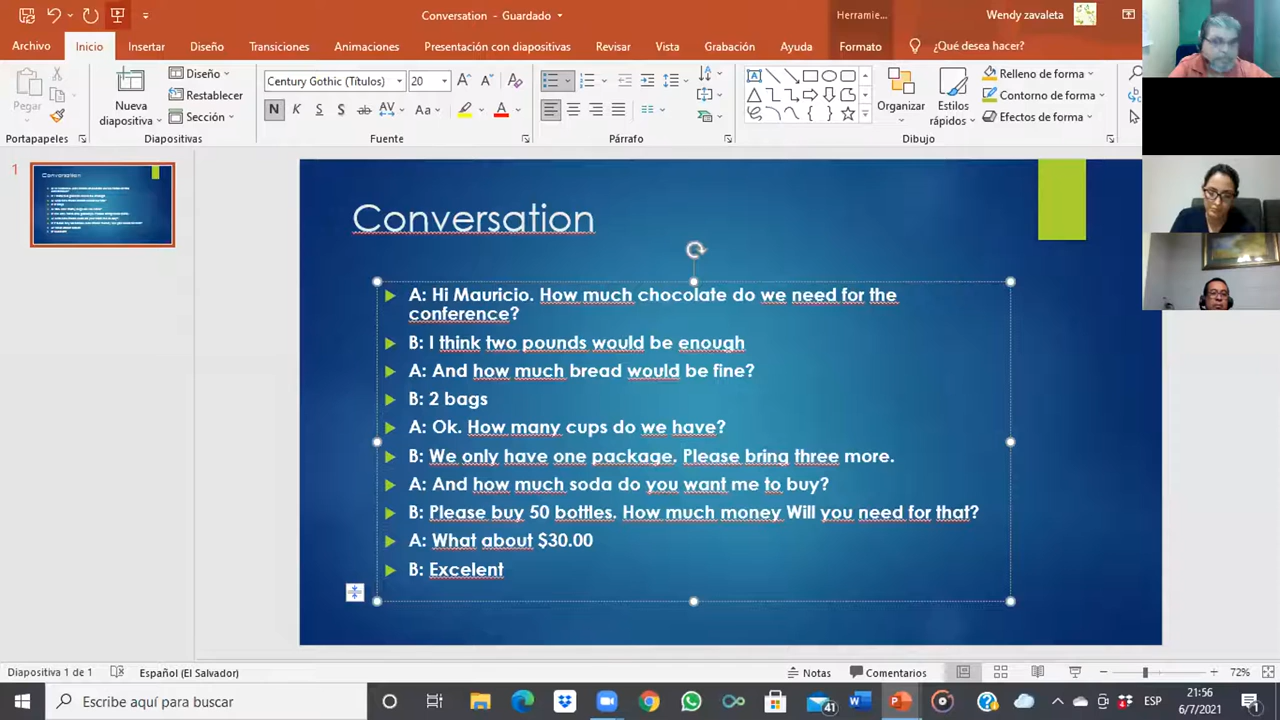 Conversation - Guardado
Herramie...
Wendy zavaleta
Archivo
Inicio
Insertar
Diseño
Transiciones
Animaciones
Presentación con diapositivas
Revisar
Vista
Grabación
Ayuda
Formato
¿Qué desea hacer?
Pegar
Nueva
diapositiva
Diseño
Restablecer
Sección
Century Gothic (Títulos)
20
N K S S ab AV Aa
Organizar
Estilos
rápidos
Relleno de forma
Contorno de forma
Efectos de forma
Portapapeles
Diapositivas
Fuente
Párrafo
Dibujo
1
Conversation
A: Hi Mauricio. How much chocolate do we need for the
conference?
B: I think two pounds would be enough
A: And how much bread would be fine?
B: 2 bags
A: Ok. How many cups do we have?
B: We only have one package. Please bring three more.
A: And how much soda do you want me to buy?
B: Please buy 50 bottles. How much money Will you need for that?
A: What about $30.00
B: Excelent
Diapositiva 1 de 1
Español (El Salvador)
Notas
Comentarios
72%
Escribe aquí para buscar
41
ESP
21:56
6/7/2021
1